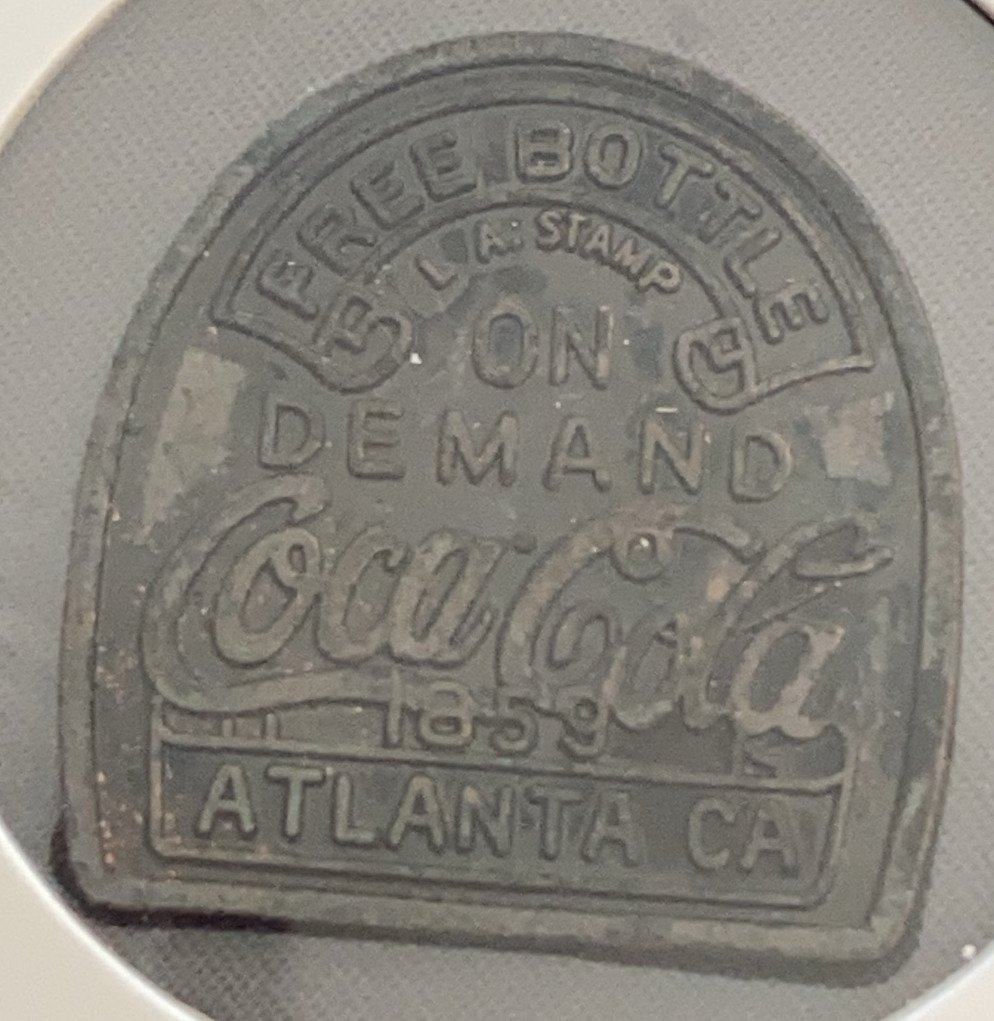 FREE BOTTLE
L A. STAMP
5 5
ON
DEMAND
Coca Cola
1859
ATLANTA CA